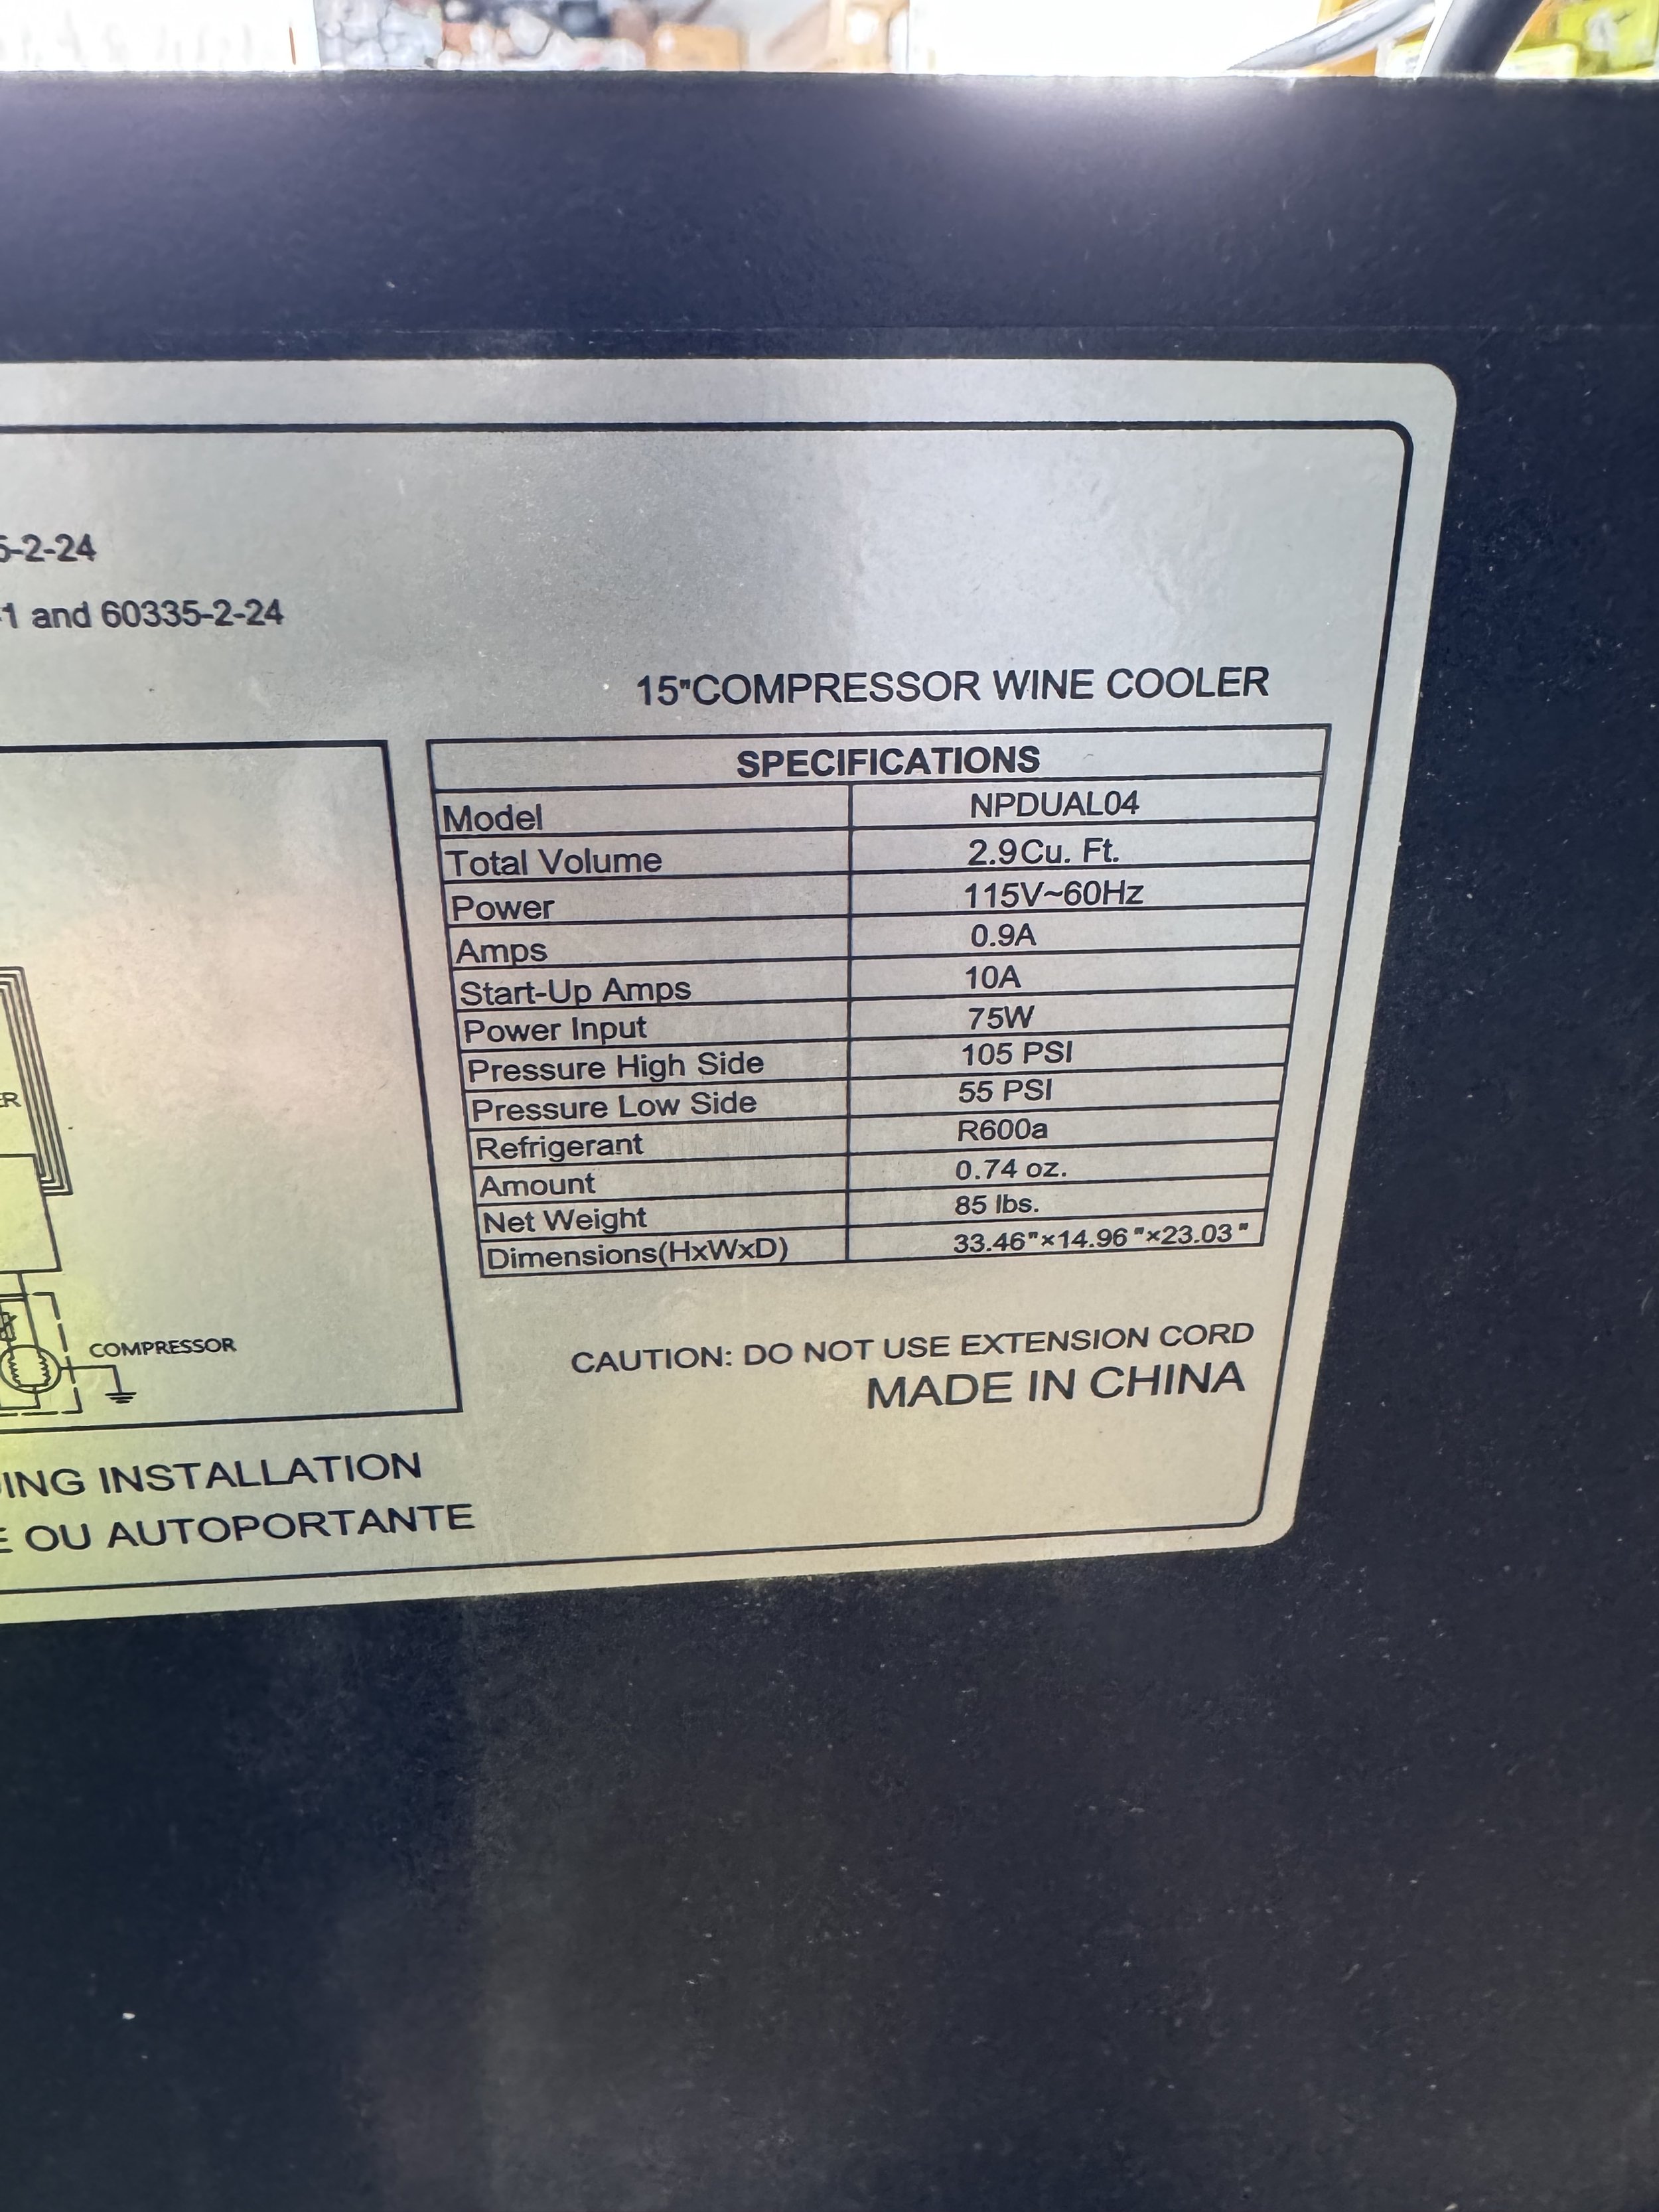 5-2-24
-1 and 60335-2-24
15"COMPRESSOR WINE COOLER
SPECIFICATIONS
Model NPDUAL04
Total Volume 2.9Cu. Ft.
Power 115V~60Hz
Amps 0.9A
Start-Up Amps 10A
Power Input 75W
Pressure High Side 105 PSI
Pressure Low Side 55 PSI
Refrigerant R600a
Amount 0.74 oz.
Net Weight 85 lbs.
Dimensions(HxWxD) 33.46"×14.96"×23.03"
ER
COMPRESSOR
CAUTION: DO NOT USE EXTENSION CORD
MADE IN CHINA
ING INSTALLATION
E OU AUTOPORTANTE